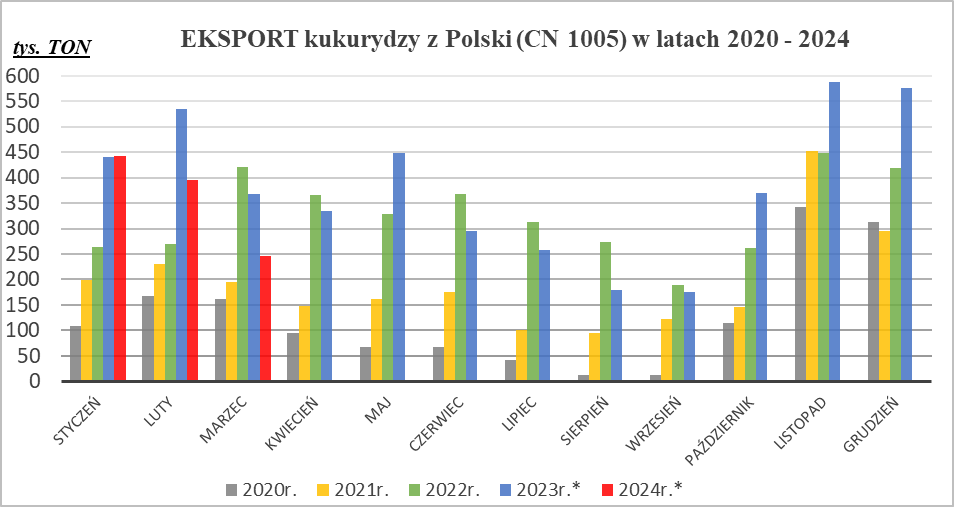 EKSPORT kukurydzy z Polski (CN 1005) w latach 2020 - 2024
tys. TON
600
550
500
450
400
350
300
250
200
150
100
50
0
STYCZEŃ
LUTY
MARZEC
KWIECIEŃ
MAJ
CZERWIEC
LIPIEC
SIERPIEŃ
WRZESIEŃ
PAŹDZIERNIK
LISTOPAD
GRUDZIEŃ
2020r. 2021r. 2022r. 2023r.* 2024r.*